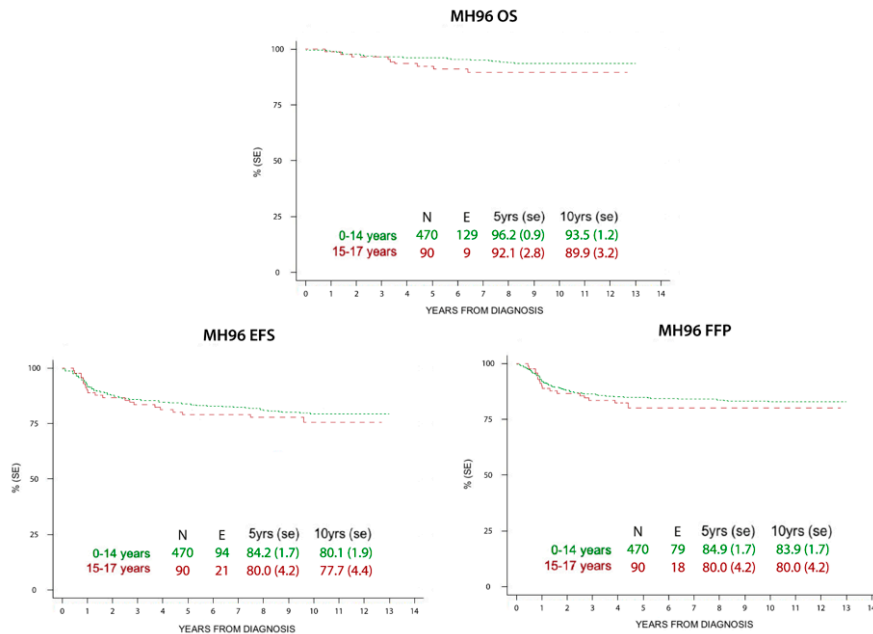 MH96 OS
100
75
50
25
0
% (SE)
N E 5yrs (se) 10yrs (se)
0-14 years 470 129 96.2 (0.9) 93.5 (1.2)
15-17 years 90 9 92.1 (2.8) 89.9 (3.2)
0 1 2 3 4 5 6 7 8 9 10 11 12 13 14
YEARS FROM DIAGNOSIS
MH96 EFS
100
75
50
25
0
% (SE)
N E 5yrs (se) 10yrs (se)
0-14 years 470 94 84.2 (1.7) 80.1 (1.9)
15-17 years 90 21 80.0 (4.2) 77.7 (4.4)
0 1 2 3 4 5 6 7 8 9 10 11 12 13 14
YEARS FROM DIAGNOSIS
MH96 FFP
100
75
50
25
0
% (SE)
N E 5yrs (se) 10yrs (se)
0-14 years 470 79 84.9 (1.7) 83.9 (1.7)
15-17 years 90 18 80.0 (4.2) 80.0 (4.2)
0 1 2 3 4 5 6 7 8 9 10 11 12 13 14
YEARS FROM DIAGNOSIS